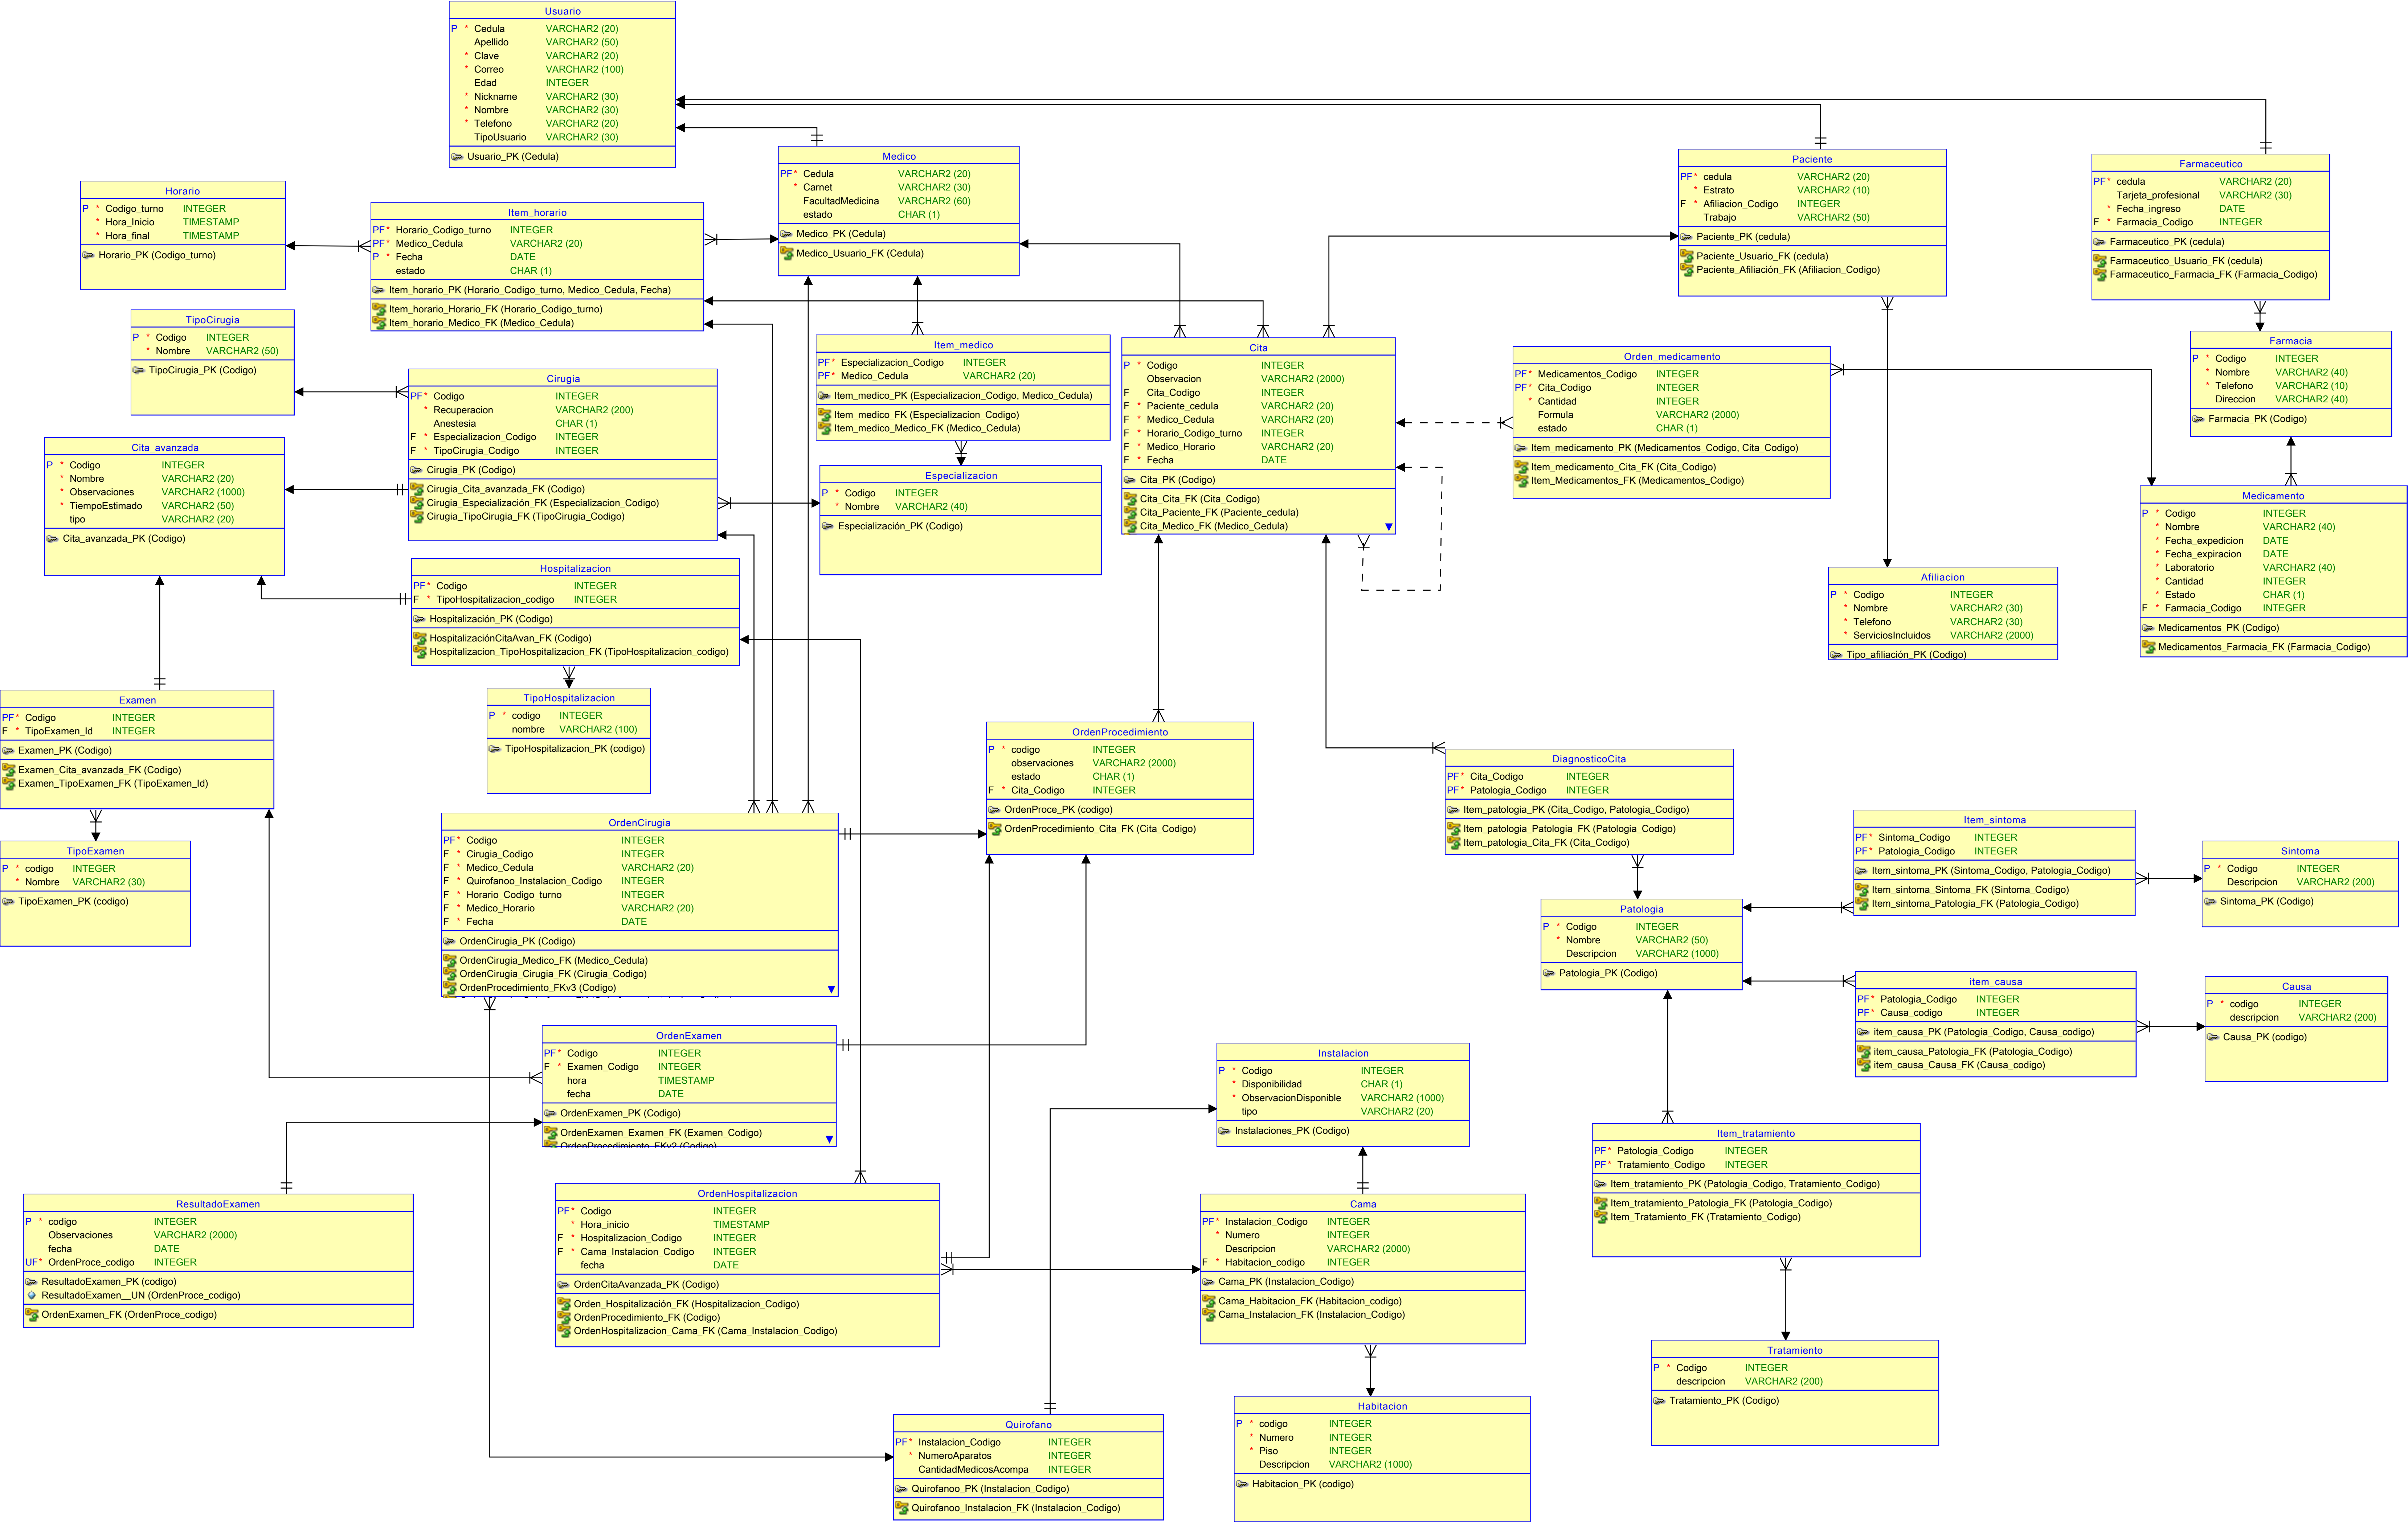 Usuario
P * Cedula VARCHAR2 (20)
Apellido VARCHAR2 (50)
* Clave VARCHAR2 (20)
* Correo VARCHAR2 (100)
Edad INTEGER
* Nickname VARCHAR2 (30)
* Nombre VARCHAR2 (30)
* Telefono VARCHAR2 (20)
TipoUsuario VARCHAR2 (30)
Usuario_PK (Cedula)
Medico
PF* Cedula VARCHAR2 (20)
* Carnet VARCHAR2 (30)
FacultadMedicina VARCHAR2 (60)
estado CHAR (1)
Medico_PK (Cedula)
Medico_Usuario_FK (Cedula)
Paciente
PF* cedula VARCHAR2 (20)
* Estrato VARCHAR2 (10)
F * Afiliacion_Codigo INTEGER
Trabajo VARCHAR2 (50)
Paciente_PK (cedula)
Paciente_Usuario_FK (cedula)
Paciente_Afiliación_FK (Afiliacion_Codigo)
Farmaceutico
PF* cedula VARCHAR2 (20)
Tarjeta_profesional VARCHAR2 (30)
* Fecha_ingreso DATE
F * Farmacia_Codigo INTEGER
Farmaceutico_PK (cedula)
Farmaceutico_Usuario_FK (cedula)
Farmaceutico_Farmacia_FK (Farmacia_Codigo)
Horario
P * Codigo_turno INTEGER
* Hora_Inicio TIMESTAMP
* Hora_final TIMESTAMP
Horario_PK (Codigo_turno)
Item_horario
PF* Horario_Codigo_turno INTEGER
PF* Medico_Cedula VARCHAR2 (20)
P * Fecha DATE
estado CHAR (1)
Item_horario_PK (Horario_Codigo_turno, Medico_Cedula, Fecha)
Item_horario_Horario_FK (Horario_Codigo_turno)
Item_horario_Medico_FK (Medico_Cedula)
TipoCirugia
P * Codigo INTEGER
* Nombre VARCHAR2 (50)
TipoCirugia_PK (Codigo)
Item_medico
PF* Especializacion_Codigo INTEGER
PF* Medico_Cedula VARCHAR2 (20)
Item_medico_PK (Especializacion_Codigo, Medico_Cedula)
Item_medico_FK (Especializacion_Codigo)
Item_medico_Medico_FK (Medico_Cedula)
Cita
P * Codigo INTEGER
Observacion VARCHAR2 (2000)
F Cita_Codigo INTEGER
F * Paciente_cedula VARCHAR2 (20)
F * Medico_Cedula VARCHAR2 (20)
F * Horario_Codigo_turno INTEGER
F * Medico_Horario VARCHAR2 (20)
F * Fecha DATE
Cita_PK (Codigo)
Cita_Cita_FK (Cita_Codigo)
Cita_Paciente_FK (Paciente_cedula)
Cita_Medico_FK (Medico_Cedula)
Orden_medicamento
PF* Medicamentos_Codigo INTEGER
PF* Cita_Codigo INTEGER
* Cantidad INTEGER
Formula VARCHAR2 (2000)
estado CHAR (1)
Item_medicamento_PK (Medicamentos_Codigo, Cita_Codigo)
Item_medicamento_Cita_FK (Cita_Codigo)
Item_Medicamentos_FK (Medicamentos_Codigo)
Farmacia
P * Codigo INTEGER
* Nombre VARCHAR2 (40)
* Telefono VARCHAR2 (10)
Direccion VARCHAR2 (40)
Farmacia_PK (Codigo)
Cirugia
PF* Codigo INTEGER
* Recuperacion VARCHAR2 (200)
Anestesia CHAR (1)
F * Especializacion_Codigo INTEGER
F * TipoCirugia_Codigo INTEGER
Cirugia_PK (Codigo)
Cirugia_Cita_avanzada_FK (Codigo)
Cirugia_Especialización_FK (Especializacion_Codigo)
Cirugia_TipoCirugia_FK (TipoCirugia_Codigo)
Cita_avanzada
P * Codigo INTEGER
* Nombre VARCHAR2 (20)
* Observaciones VARCHAR2 (1000)
* TiempoEstimado VARCHAR2 (50)
tipo VARCHAR2 (20)
Cita_avanzada_PK (Codigo)
Especializacion
P * Codigo INTEGER
* Nombre VARCHAR2 (40)
Especialización_PK (Codigo)
Medicamento
P * Codigo INTEGER
* Nombre VARCHAR2 (40)
* Fecha_expedicion DATE
* Fecha_expiracion DATE
* Laboratorio VARCHAR2 (40)
* Cantidad INTEGER
* Estado CHAR (1)
F * Farmacia_Codigo INTEGER
Medicamentos_PK (Codigo)
Medicamentos_Farmacia_FK (Farmacia_Codigo)
Hospitalizacion
PF* Codigo INTEGER
F * TipoHospitalizacion_codigo INTEGER
Hospitalización_PK (Codigo)
HospitalizaciónCitaAvan_FK (Codigo)
Hospitalizacion_TipoHospitalizacion_FK (TipoHospitalizacion_codigo)
Afiliacion
P * Codigo INTEGER
* Nombre VARCHAR2 (30)
* Telefono VARCHAR2 (30)
* ServiciosIncluidos VARCHAR2 (2000)
Tipo_afiliación_PK (Codigo)
Examen
PF* Codigo INTEGER
F * TipoExamen_Id INTEGER
Examen_PK (Codigo)
Examen_Cita_avanzada_FK (Codigo)
Examen_TipoExamen_FK (TipoExamen_Id)
TipoHospitalizacion
P * codigo INTEGER
nombre VARCHAR2 (100)
TipoHospitalizacion_PK (codigo)
OrdenProcedimiento
P * codigo INTEGER
observaciones VARCHAR2 (2000)
estado CHAR (1)
F * Cita_Codigo INTEGER
OrdenProce_PK (codigo)
OrdenProcedimiento_Cita_FK (Cita_Codigo)
DiagnosticoCita
PF* Cita_Codigo INTEGER
PF* Patologia_Codigo INTEGER
Item_patologia_PK (Cita_Codigo, Patologia_Codigo)
Item_patologia_Patologia_FK (Patologia_Codigo)
Item_patologia_Cita_FK (Cita_Codigo)
TipoExamen
P * codigo INTEGER
* Nombre VARCHAR2 (30)
TipoExamen_PK (codigo)
OrdenCirugia
PF* Codigo INTEGER
F * Cirugia_Codigo INTEGER
F * Medico_Cedula VARCHAR2 (20)
F * Quirofanoo_Instalacion_Codigo INTEGER
F * Horario_Codigo_turno INTEGER
F * Medico_Horario VARCHAR2 (20)
F * Fecha DATE
OrdenCirugia_PK (Codigo)
OrdenCirugia_Medico_FK (Medico_Cedula)
OrdenCirugia_Cirugia_FK (Cirugia_Codigo)
OrdenProcedimiento_FKv3 (Codigo)
Item_sintoma
PF* Sintoma_Codigo INTEGER
PF* Patologia_Codigo INTEGER
Item_sintoma_PK (Sintoma_Codigo, Patologia_Codigo)
Item_sintoma_Sintoma_FK (Sintoma_Codigo)
Item_sintoma_Patologia_FK (Patologia_Codigo)
Sintoma
P * Codigo INTEGER
Descripcion VARCHAR2 (200)
Sintoma_PK (Codigo)
Patologia
P * Codigo INTEGER
* Nombre VARCHAR2 (50)
Descripcion VARCHAR2 (1000)
Patologia_PK (Codigo)
item_causa
PF* Patologia_Codigo INTEGER
PF* Causa_codigo INTEGER
item_causa_PK (Patologia_Codigo, Causa_codigo)
item_causa_Patologia_FK (Patologia_Codigo)
item_causa_Causa_FK (Causa_codigo)
Causa
P * codigo INTEGER
descripcion VARCHAR2 (200)
Causa_PK (codigo)
OrdenExamen
PF* Codigo INTEGER
F * Examen_Codigo INTEGER
hora TIMESTAMP
fecha DATE
OrdenExamen_PK (Codigo)
OrdenExamen_Examen_FK (Examen_Codigo)
OrdenProcedimiento_FKv2 (Codigo)
Instalacion
P * Codigo INTEGER
* Disponibilidad CHAR (1)
* ObservacionDisponible VARCHAR2 (1000)
tipo VARCHAR2 (20)
Instalaciones_PK (Codigo)
Item_tratamiento
PF* Patologia_Codigo INTEGER
PF* Tratamiento_Codigo INTEGER
Item_tratamiento_PK (Patologia_Codigo, Tratamiento_Codigo)
Item_tratamiento_Patologia_FK (Patologia_Codigo)
Item_Tratamiento_FK (Tratamiento_Codigo)
ResultadoExamen
P * codigo INTEGER
Observaciones VARCHAR2 (2000)
fecha DATE
UF* OrdenProce_codigo INTEGER
ResultadoExamen_PK (codigo)
ResultadoExamen__UN (OrdenProce_codigo)
OrdenExamen_FK (OrdenProce_codigo)
OrdenHospitalizacion
PF* Codigo INTEGER
* Hora_inicio TIMESTAMP
F * Hospitalizacion_Codigo INTEGER
F * Cama_Instalacion_Codigo INTEGER
fecha DATE
OrdenCitaAvanzada_PK (Codigo)
Orden_Hospitalización_FK (Hospitalizacion_Codigo)
OrdenProcedimiento_FK (Codigo)
OrdenHospitalizacion_Cama_FK (Cama_Instalacion_Codigo)
Cama
PF* Instalacion_Codigo INTEGER
* Numero INTEGER
Descripcion VARCHAR2 (2000)
F * Habitacion_codigo INTEGER
Cama_PK (Instalacion_Codigo)
Cama_Habitacion_FK (Habitacion_codigo)
Cama_Instalacion_FK (Instalacion_Codigo)
Tratamiento
P * Codigo INTEGER
descripcion VARCHAR2 (200)
Tratamiento_PK (Codigo)
Quirofano
PF* Instalacion_Codigo INTEGER
* NumeroAparatos INTEGER
CantidadMedicosAcompa INTEGER
Quirofanoo_PK (Instalacion_Codigo)
Quirofanoo_Instalacion_FK (Instalacion_Codigo)
Habitacion
P * codigo INTEGER
* Numero INTEGER
* Piso INTEGER
Descripcion VARCHAR2 (1000)
Habitacion_PK (codigo)